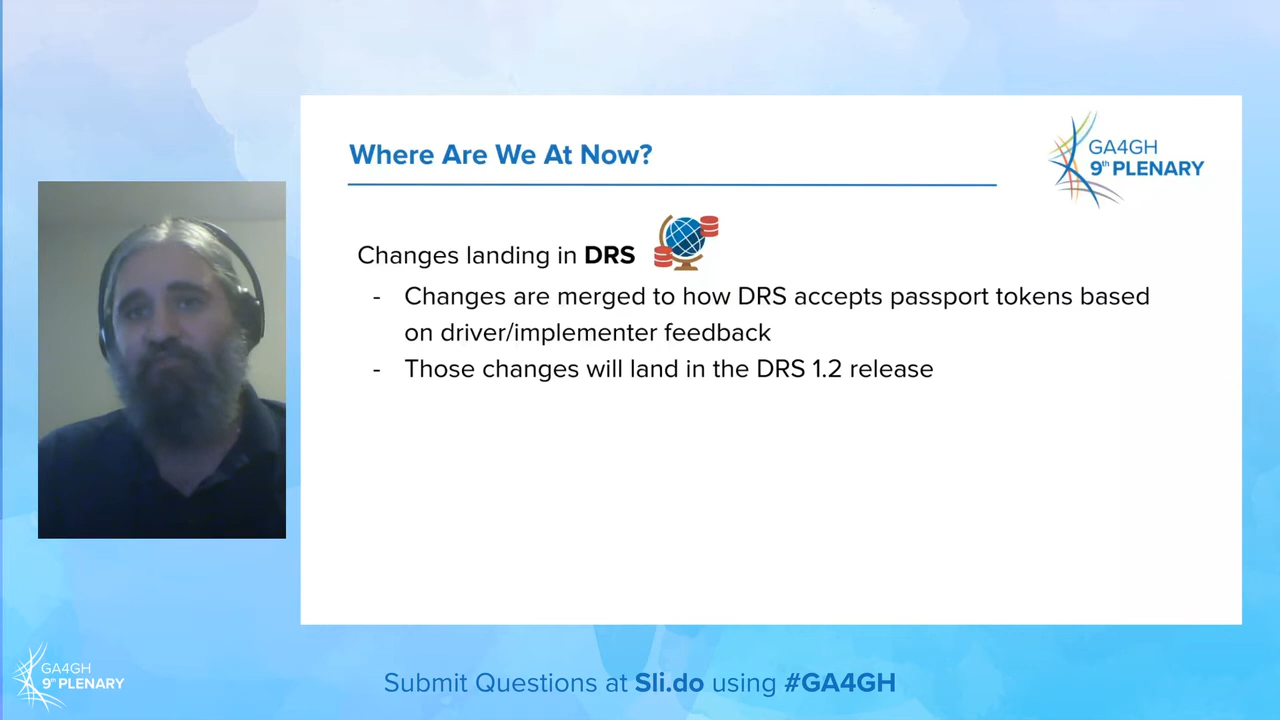 Where Are We At Now?
GA4GH
9th PLENARY
Changes landing in DRS
- Changes are merged to how DRS accepts passport tokens based
on driver/implementer feedback
- Those changes will land in the DRS 1.2 release
GA4GH
9th PLENARY
Submit Questions at Sli.do using #GA4GH